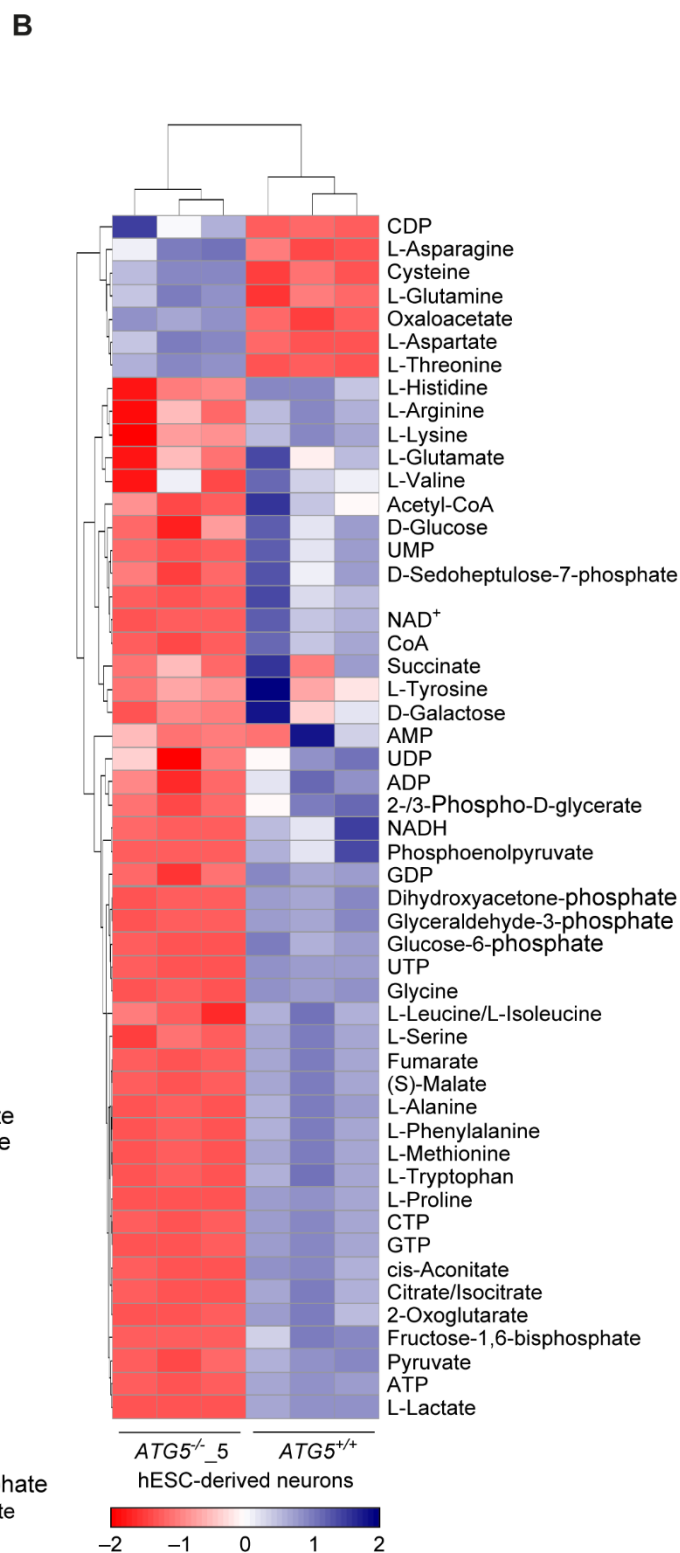 B
CDP
L-Asparagine
Cysteine
L-Glutamine
Oxaloacetate
L-Aspartate
L-Threonine
L-Histidine
L-Arginine
L-Lysine
L-Glutamate
L-Valine
Acetyl-CoA
D-Glucose
UMP
D-Sedoheptulose-7-phosphate
NAD+
CoA
Succinate
L-Tyrosine
D-Galactose
AMP
UDP
ADP
2-/3-Phospho-D-glycerate
NADH
Phosphoenolpyruvate
GDP
Dihydroxyacetone-phosphate
Glyceraldehyde-3-phosphate
Glucose-6-phosphate
UTP
Glycine
L-Leucine/L-Isoleucine
L-Serine
Fumarate
(S)-Malate
L-Alanine
L-Phenylalanine
L-Methionine
L-Tryptophan
L-Proline
CTP
GTP
cis-Aconitate
Citrate/Isocitrate
2-Oxoglutarate
Fructose-1,6-bisphosphate
Pyruvate
ATP
L-Lactate
ATG5-/-_5 ATG5+/+
hESC-derived neurons
–2 –1 0 1 2